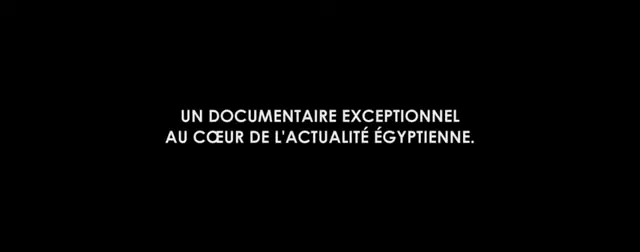 UN DOCUMENTAIRE EXCEPTIONNEL
AU CŒUR DE L'ACTUALITÉ ÉGYPTIENNE.